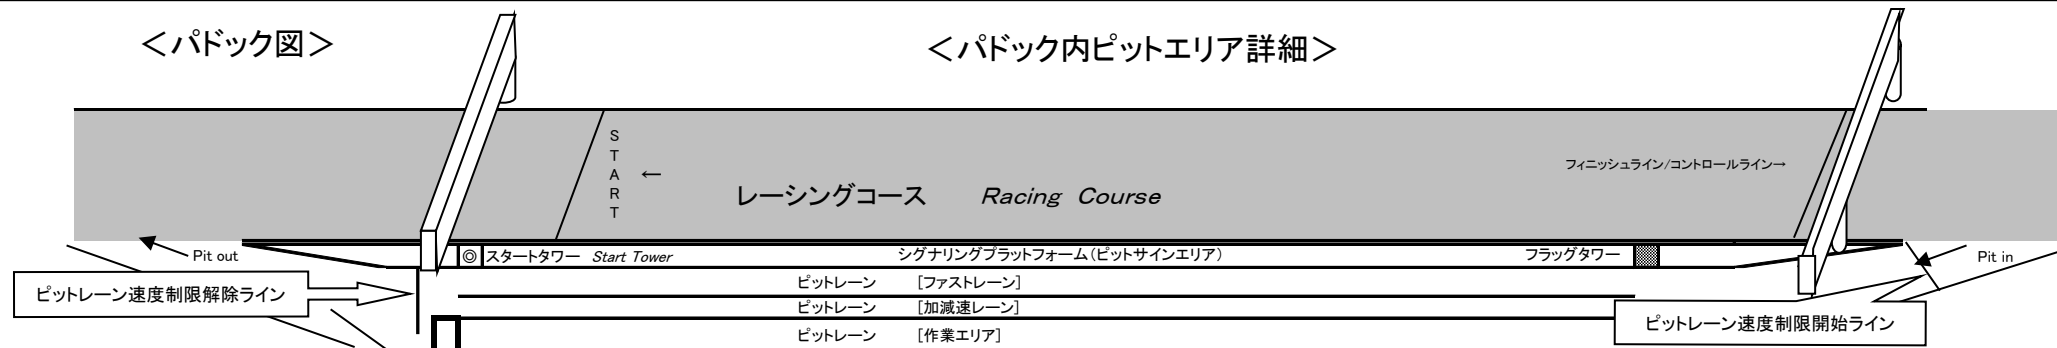 ＜パドック図＞
＜パドック内ピットエリア詳細＞
START
←
フィニッシュライン/コントロールライン→
レーシングコース Racing Course
Pit out
◎ スタートタワー Start Tower
シグナリングプラットフォーム(ピットサインエリア)
フラッグタワー
Pit in
ピットレーン速度制限解除ライン
ピットレーン [ファストレーン]
ピットレーン [加減速レーン]
ピットレーン [作業エリア]
ピットレーン速度制限開始ライン